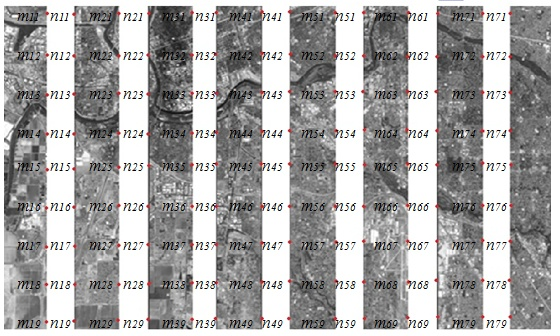 m11 n11 m21 n21 m31 n31 m41 n41 m51 n51 m61 n61 m71 n71
m12 n12 m22 n22 m32 n32 m42 n42 m52 n52 m62 n62 m72 n72
m13 n13 m23 n23 m33 n33 m43 n43 m53 n53 m63 n63 m73 n73
m14 n14 m24 n24 m34 n34 m44 n44 m54 n54 m64 n64 m74 n74
m15 n15 m25 n25 m35 n35 m45 n45 m53 n55 m65 n65 m75 n75
m16 n16 m26 n26 m36 n36 m46 n46 m56 n56 m66 n66 m76 n76
m17 n17 m27 n27 m37 n37 m47 n47 m57 n57 m67 n67 m77 n77
m18 n18 m28 n28 m38 n38 m48 n48 m58 n58 m68 n68 m78 n78
m19 n19 m29 n29 m39 n39 m49 n49 m59 n59 m69 n69 m79 n79